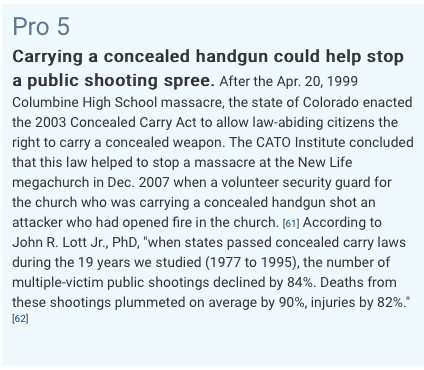 Pro 5
Carrying a concealed handgun could help stop
a public shooting spree. After the Apr. 20, 1999
Columbine High School massacre, the state of Colorado enacted
the 2003 Concealed Carry Act to allow law-abiding citizens the
right to carry a concealed weapon. The CATO Institute concluded
that this law helped to stop a massacre at the New Life
megachurch in Dec. 2007 when a volunteer security guard for
the church who was carrying a concealed handgun shot an
attacker who had opened fire in the church. [61] According to
John R. Lott Jr., PhD, "when states passed concealed carry laws
during the 19 years we studied (1977 to 1995), the number of
multiple-victim public shootings declined by 84%. Deaths from
these shootings plummeted on average by 90%, injuries by 82%."
[62]